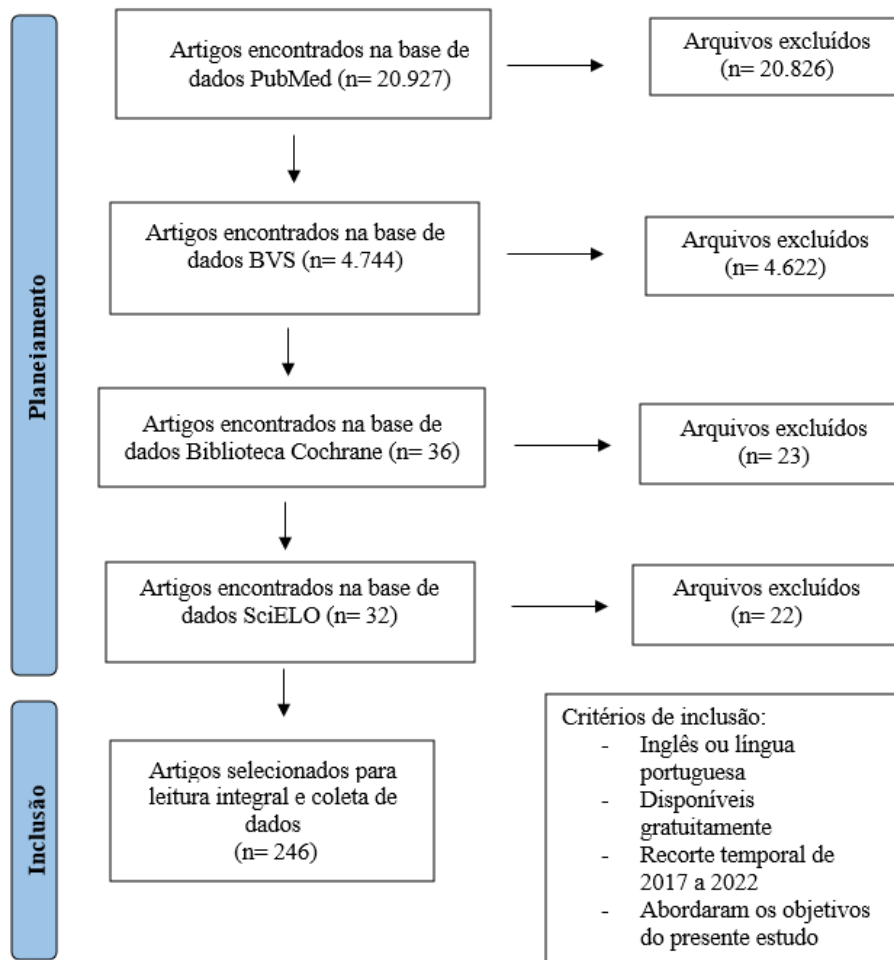 Planejamento
Artigos encontrados na base de
dados PubMed (n= 20.927)
Arquivos excluídos
(n= 20.826)
Artigos encontrados na base de
dados BVS (n= 4.744)
Arquivos excluídos
(n= 4.622)
Artigos encontrados na base de
dados Biblioteca Cochrane (n= 36)
Arquivos excluídos
(n= 23)
Artigos encontrados na base de
dados SciELO (n= 32)
Arquivos excluídos
(n= 22)
Inclusão
Artigos selecionados para
leitura integral e coleta de
dados
(n= 246)
Critérios de inclusão:
- Inglês ou língua
portuguesa
- Disponíveis
gratuitamente
- Recorte temporal de
2017 a 2022
- Abordaram os objetivos
do presente estudo